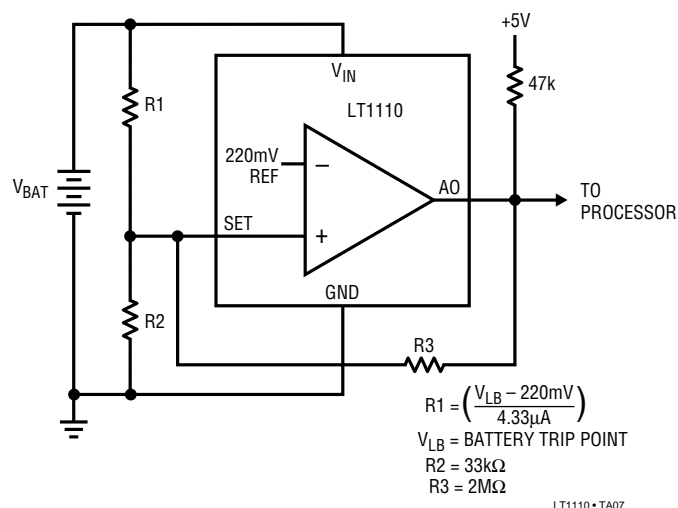 +5V
V_IN
47k
R1
LT1110
220mV
REF
−
V_BAT
AO
TO
PROCESSOR
SET
+
GND
R2
R3
R1 = (V_LB – 220mV / 4.33µA)
V_LB = BATTERY TRIP POINT
R2 = 33kΩ
R3 = 2MΩ
LT1110 • TA07